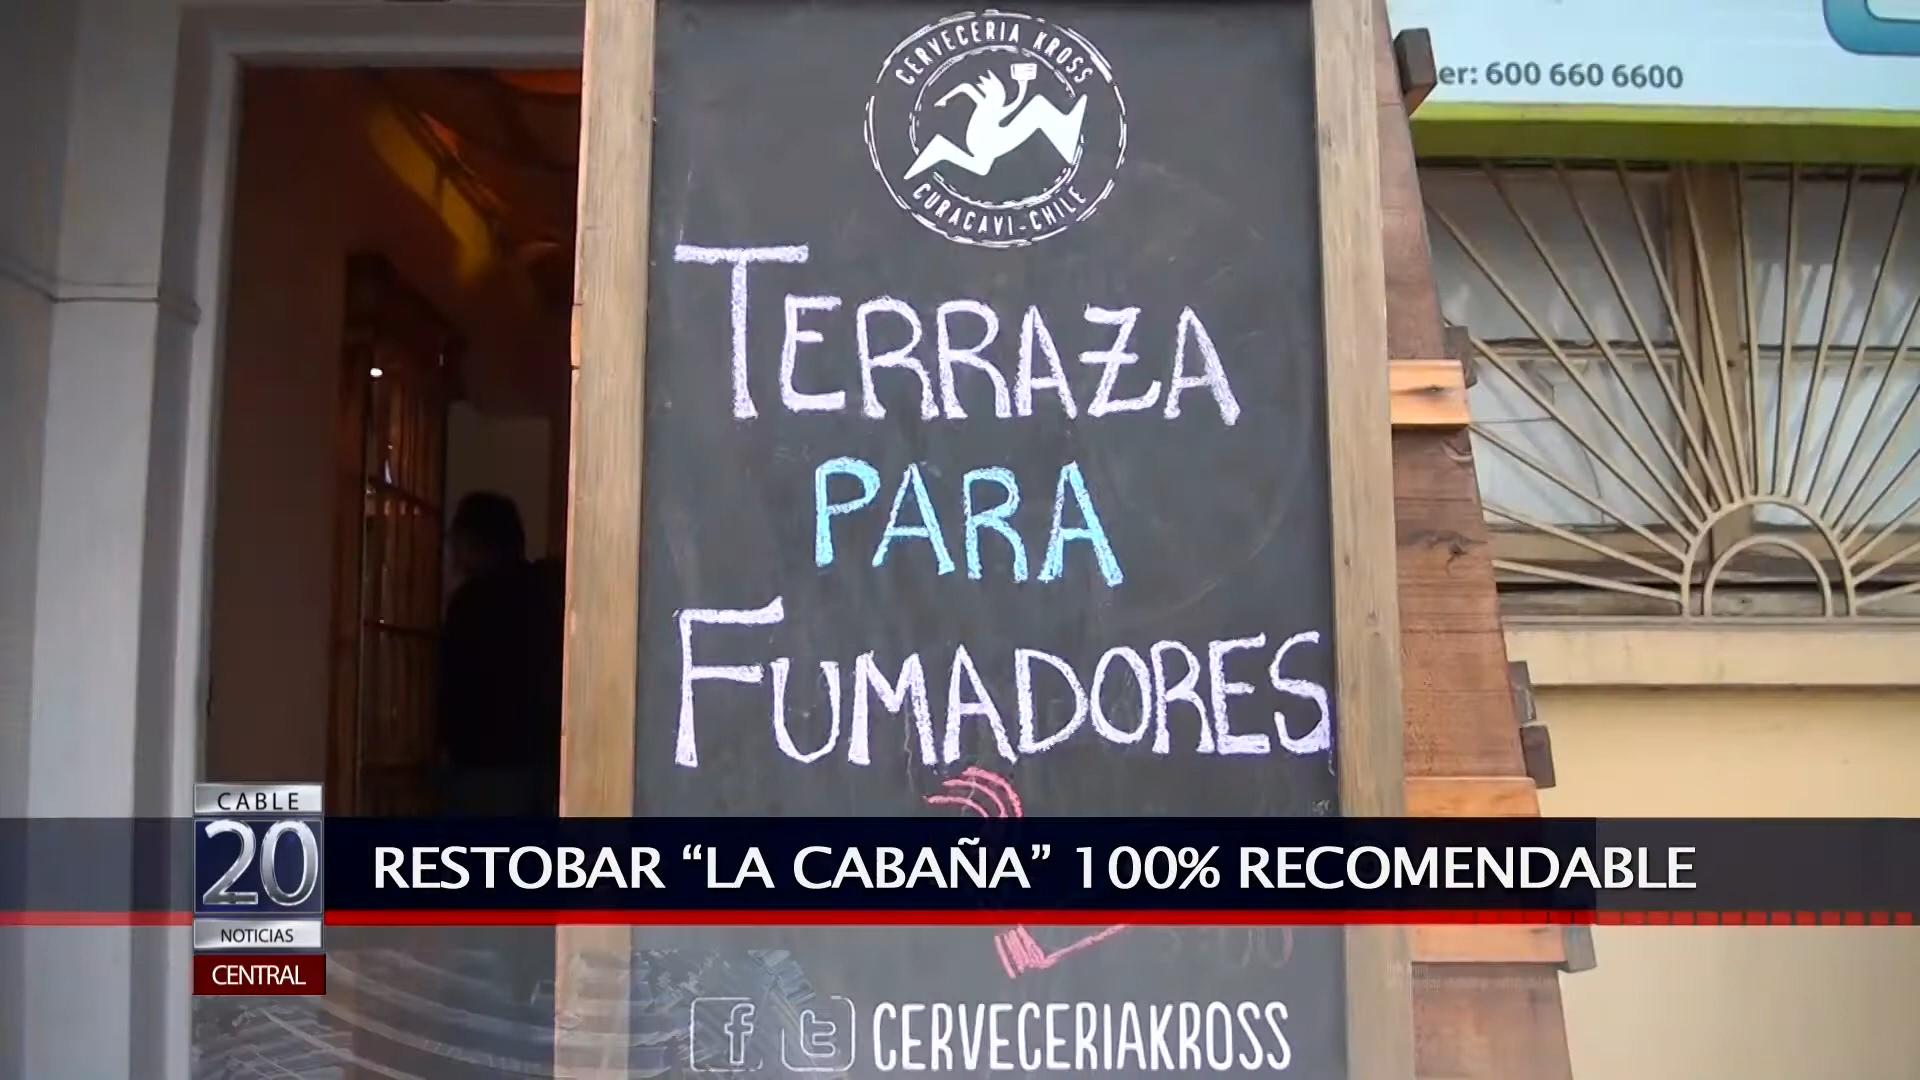 CERVECERIA KROSS
CURACAVI-CHILE
er: 600 660 6600
TERRAZA
PARA
FUMADORES
CABLE
20
NOTICIAS
CENTRAL
RESTOBAR “LA CABAÑA” 100% RECOMENDABLE
f t CERVECERIAKROSS